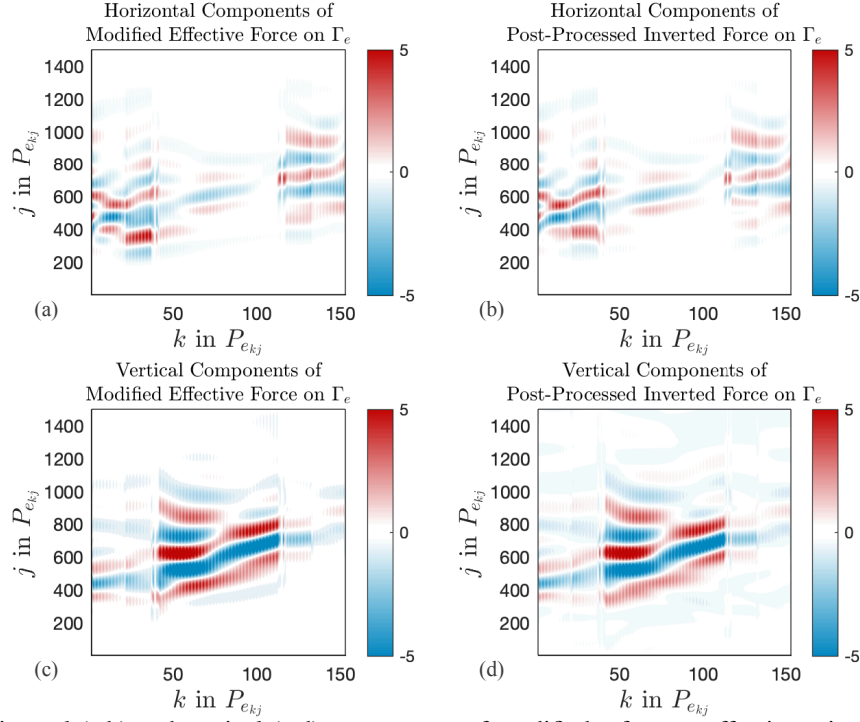 Horizontal Components of
Modified Effective Force on Γₑ
1400
1200
1000
800
600
400
200
j in P_{e_{kj}}
50
100
150
k in P_{e_{kj}}
5
0
-5
(a)
Horizontal Components of
Post-Processed Inverted Force on Γₑ
1400
1200
1000
800
600
400
200
j in P_{e_{kj}}
50
100
150
k in P_{e_{kj}}
5
0
-5
(b)
Vertical Components of
Modified Effective Force on Γₑ
1400
1200
1000
800
600
400
200
j in P_{e_{kj}}
50
100
150
k in P_{e_{kj}}
5
0
-5
(c)
Vertical Components of
Post-Processed Inverted Force on Γₑ
1400
1200
1000
800
600
400
200
j in P_{e_{kj}}
50
100
150
k in P_{e_{kj}}
5
0
-5
(d)